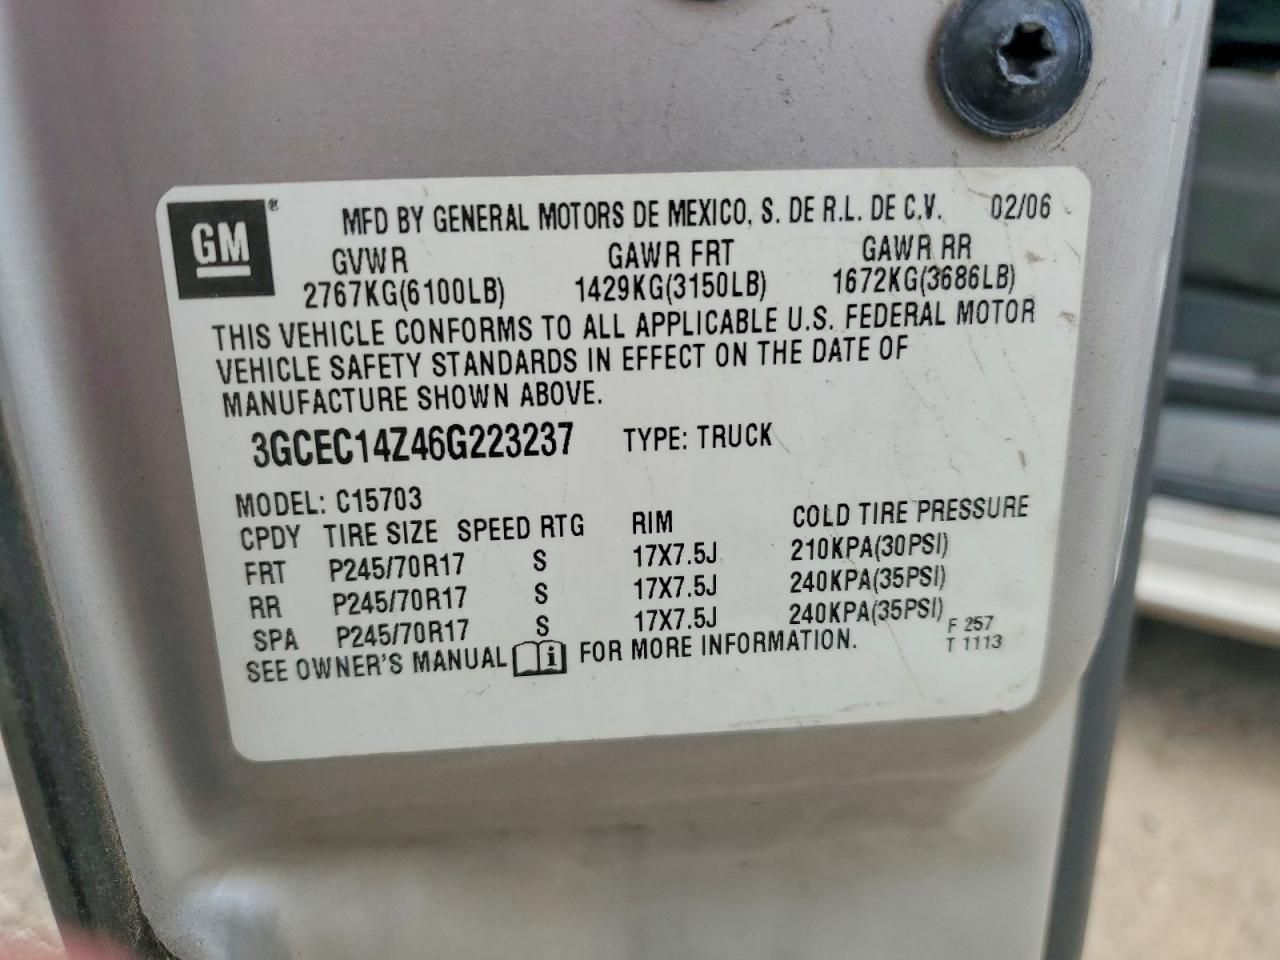 GM ®
MFD BY GENERAL MOTORS DE MEXICO, S. DE R.L. DE C.V. 02/06
GVWR GAWR FRT GAWR RR
2767KG(6100LB) 1429KG(3150LB) 1672KG(3686LB)
THIS VEHICLE CONFORMS TO ALL APPLICABLE U.S. FEDERAL MOTOR
VEHICLE SAFETY STANDARDS IN EFFECT ON THE DATE OF
MANUFACTURE SHOWN ABOVE.
3GCEC14Z46G223237 TYPE: TRUCK
MODEL: C15703
CPDY TIRE SIZE SPEED RTG RIM COLD TIRE PRESSURE
FRT P245/70R17 S 17X7.5J 210KPA(30PSI)
RR P245/70R17 S 17X7.5J 240KPA(35PSI)
SPA P245/70R17 S 17X7.5J 240KPA(35PSI)
SEE OWNER'S MANUAL i FOR MORE INFORMATION.
F 257
T 1113